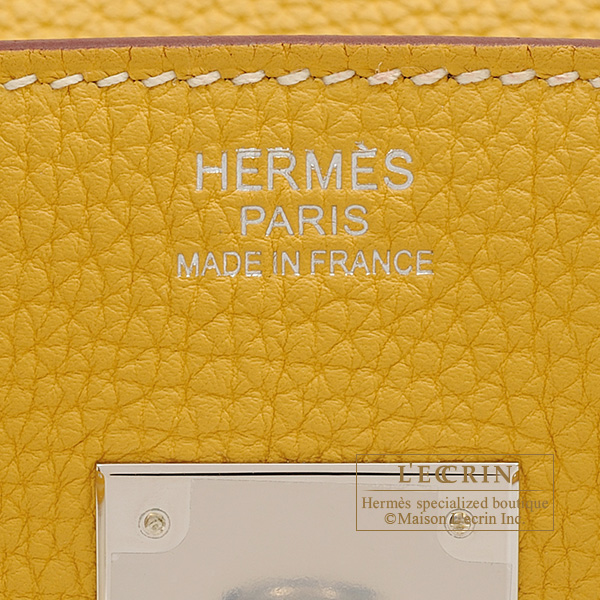 HERMÈS
PARIS
MADE IN FRANCE
L'ECRIN
Hermès specialized boutique
©Maison L'ecrin Inc.